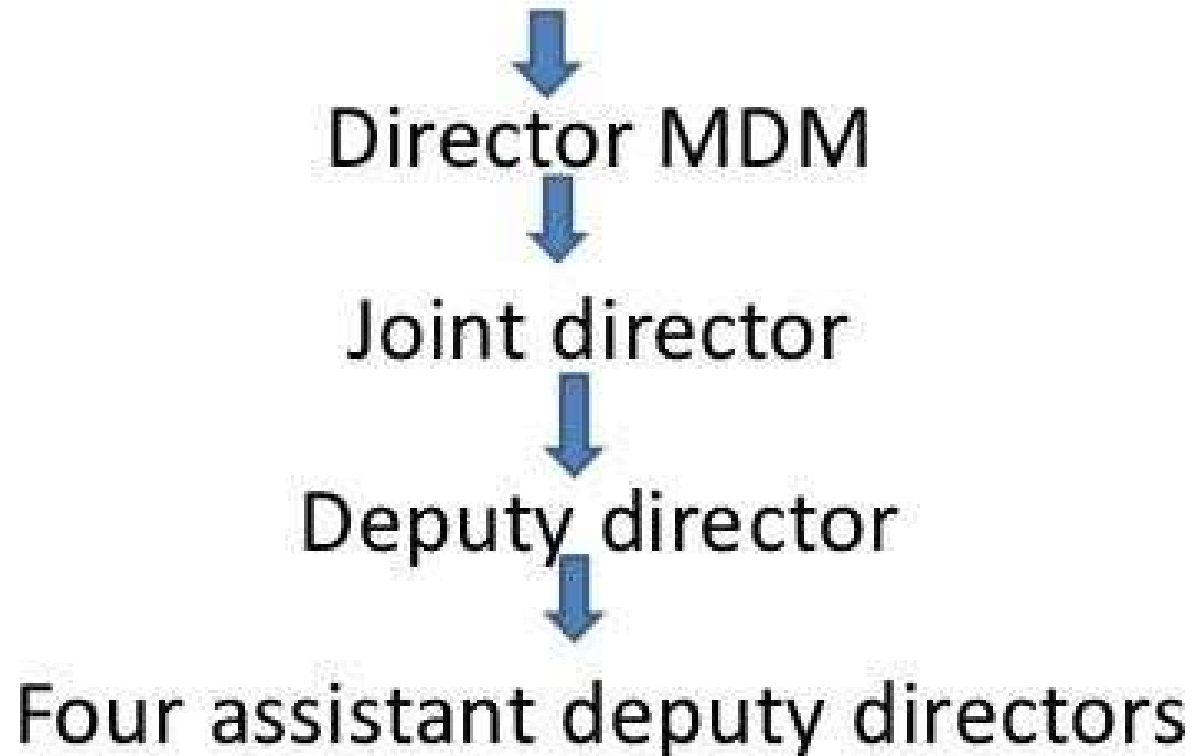 Director MDM
Joint director
Deputy director
Four assistant deputy directors